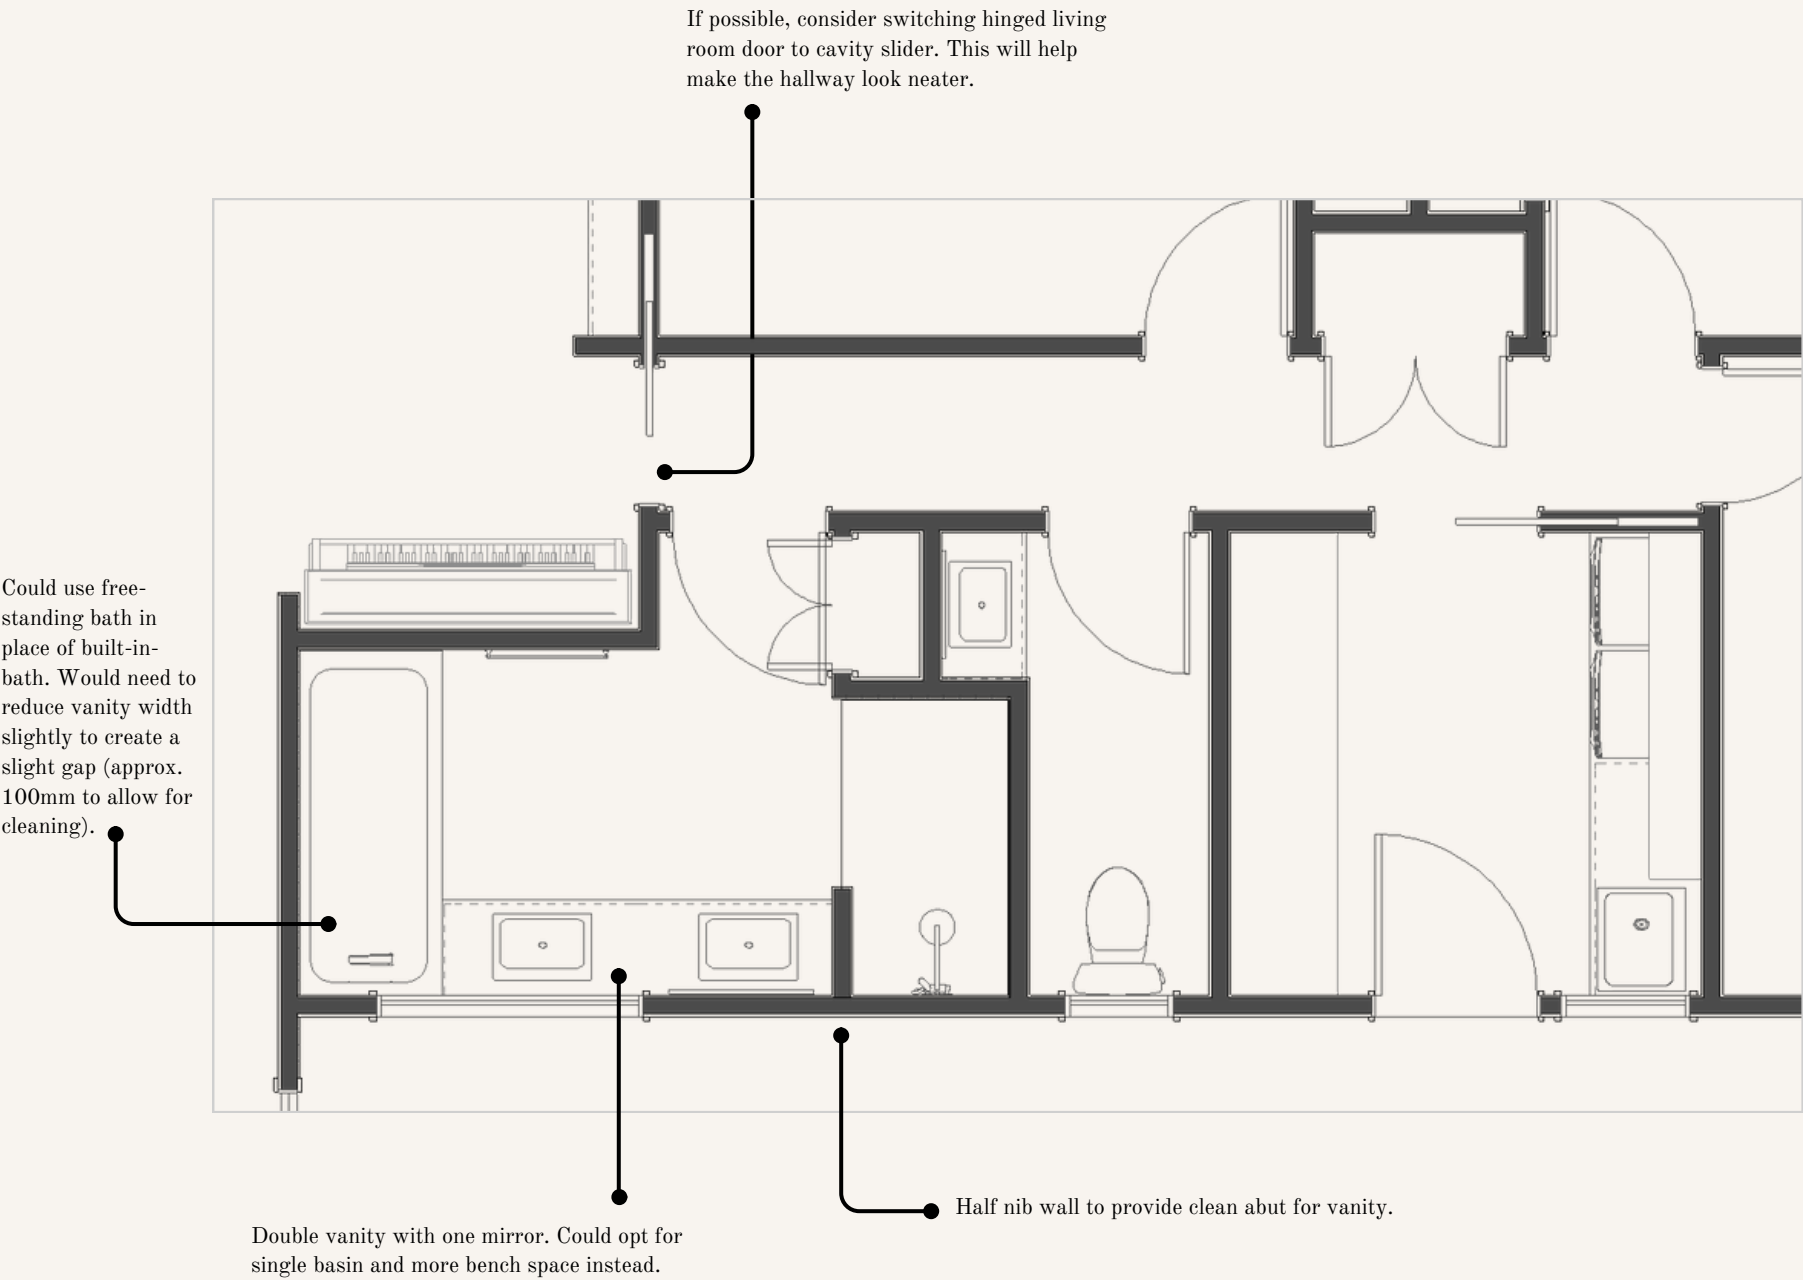 If possible, consider switching hinged living
room door to cavity slider. This will help
make the hallway look neater.
Could use free-
standing bath in
place of built-in-
bath. Would need to
reduce vanity width
slightly to create a
slight gap (approx.
100mm to allow for
cleaning).
Half nib wall to provide clean abut for vanity.
Double vanity with one mirror. Could opt for
single basin and more bench space instead.